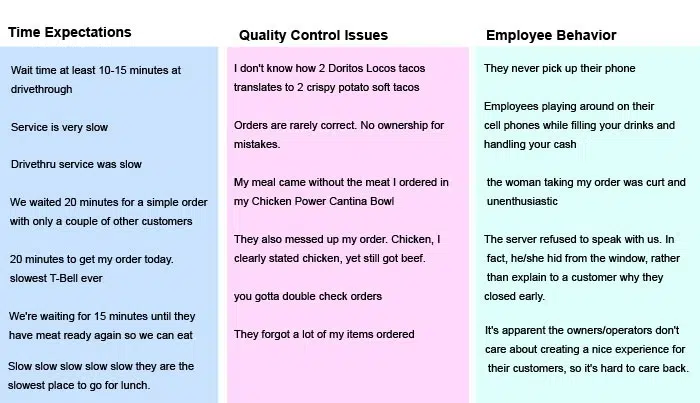 Time Expectations
Wait time at least 10-15 minutes at
drivethrough
Service is very slow
Drivethru service was slow
We waited 20 minutes for a simple order
with only a couple of other customers
20 minutes to get my order today.
slowest T-Bell ever
We're waiting for 15 minutes until they
have meat ready again so we can eat
Slow slow slow slow slow they are the
slowest place to go for lunch.
Quality Control Issues
I don't know how 2 Doritos Locos tacos
translates to 2 crispy potato soft tacos
Orders are rarely correct. No ownership for
mistakes.
My meal came without the meat I ordered in
my Chicken Power Cantina Bowl
They also messed up my order. Chicken, I
clearly stated chicken, yet still got beef.
you gotta double check orders
They forgot a lot of my items ordered
Employee Behavior
They never pick up their phone
Employees playing around on their
cell phones while filling your drinks and
handling your cash
the woman taking my order was curt and
unenthusiastic
The server refused to speak with us. In
fact, he/she hid from the window, rather
than explain to a customer why they
closed early.
It's apparent the owners/operators don't
care about creating a nice experience for
their customers, so it's hard to care back.